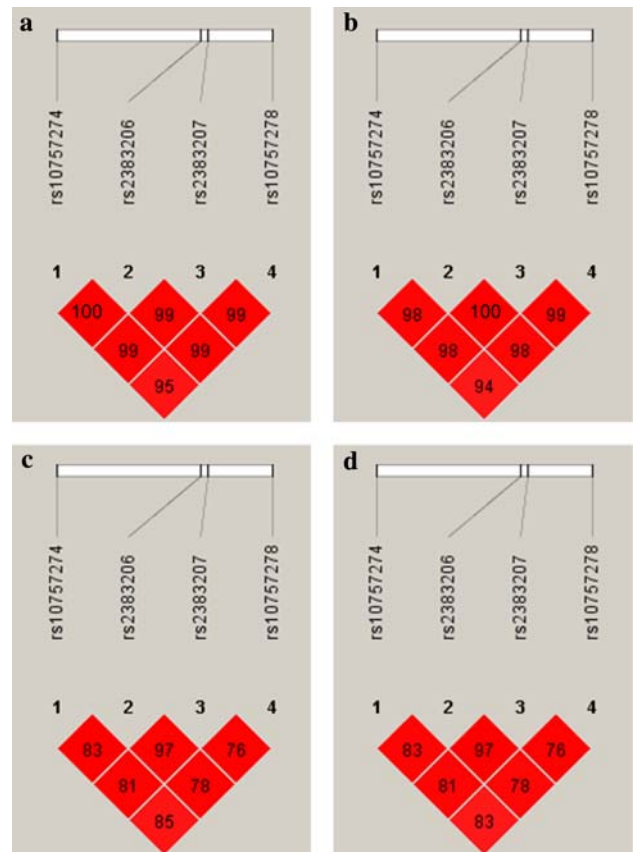 a
rs10757274
rs2383206
rs2383207
rs10757278
1 2 3 4
100 99 99
99 99
95
b
rs10757274
rs2383206
rs2383207
rs10757278
1 2 3 4
98 100 99
98 98
94
c
rs10757274
rs2383206
rs2383207
rs10757278
1 2 3 4
83 97 76
81 78
85
d
rs10757274
rs2383206
rs2383207
rs10757278
1 2 3 4
83 97 76
81 78
83